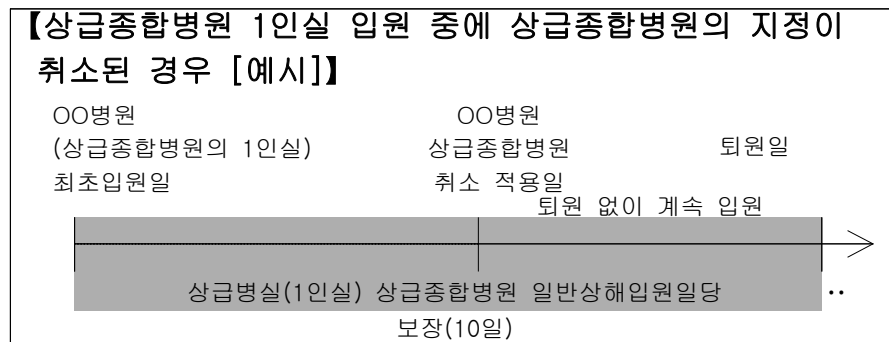 【상급종합병원 1인실 입원 중에 상급종합병원의 지정이
취소된 경우 [예시]】
OO병원
(상급종합병원의 1인실)
최초입원일
OO병원
상급종합병원
취소 적용일
퇴원일
퇴원 없이 계속 입원
상급병실(1인실) 상급종합병원 일반상해입원일당 ‥
보장(10일)